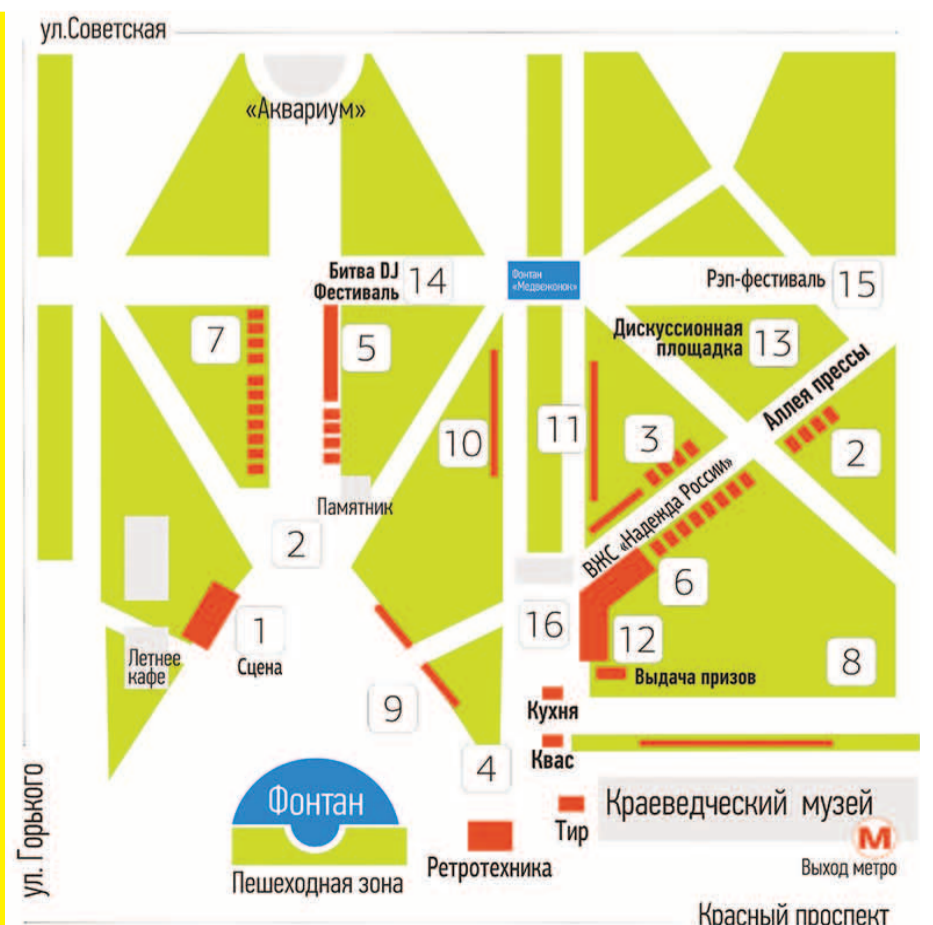 ул.Советская
«Аквариум»
Битва DJ
Фестиваль
14
Фонтан
«Медвежонок»
Рэп-фестиваль
15
7
5
Дискуссионная
площадка
13
Аллея прессы
10
11
3
2
Памятник
ВЖС «Надежда России»
2
6
1
16
12
8
Летнее
кафе
Сцена
Выдача призов
9
Кухня
4
Квас
ул. Горького
Фонтан
Тир
Краеведческий музей
М
Ретротехника
Выход метро
Пешеходная зона
Красный проспект